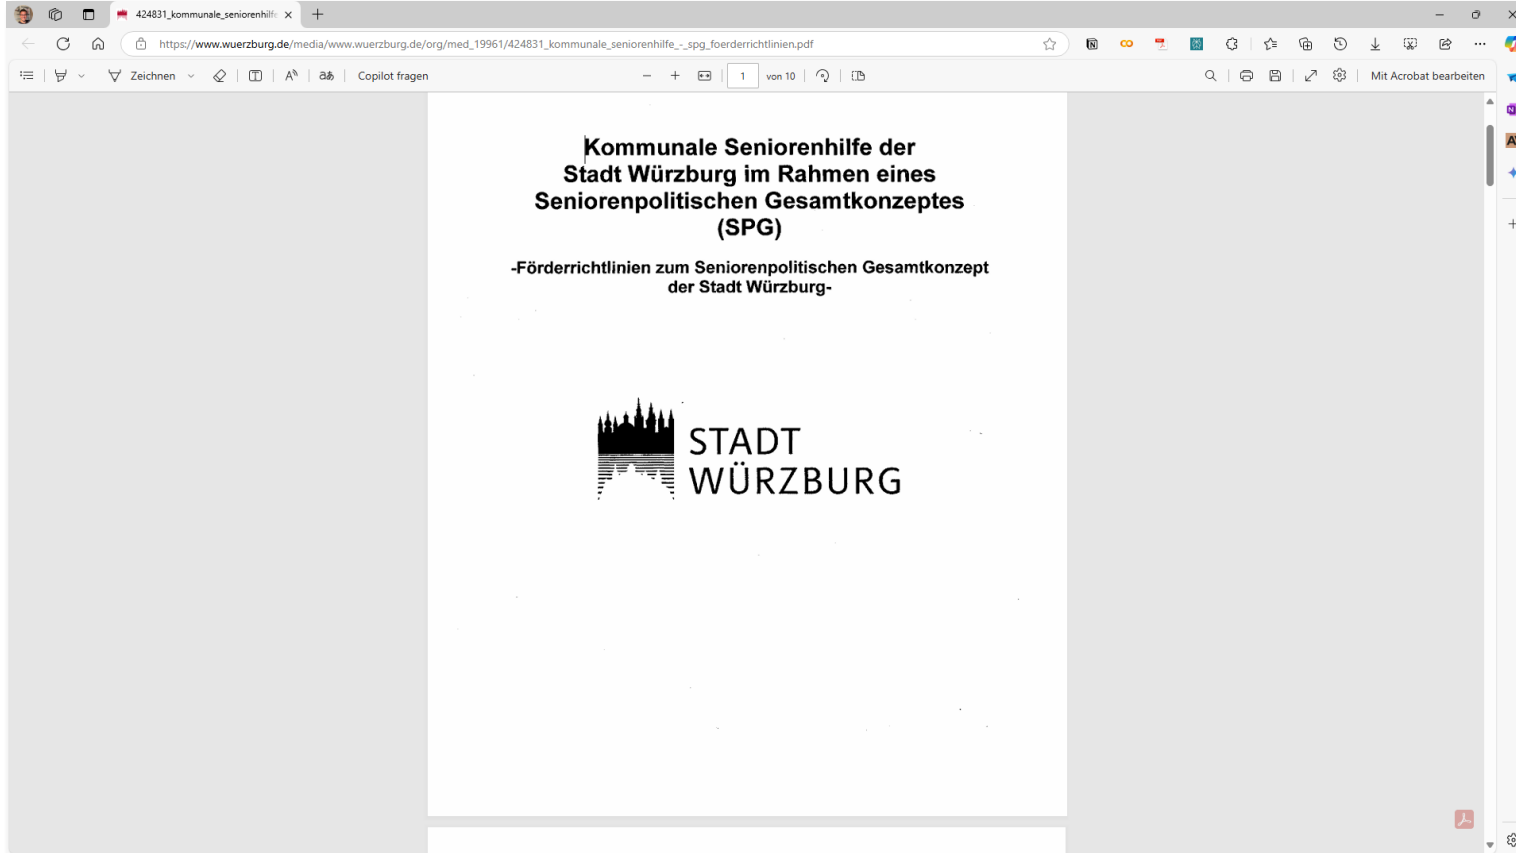 424831_kommunale_seniorenhilfe
https://www.wuerzburg.de/media/www.wuerzburg.de/org/med_19961/424831_kommunale_seniorenhilfe_-_spg_foerderrichtlinien.pdf
Zeichnen
aあ
Copilot fragen
1 von 10
Mit Acrobat bearbeiten
Kommunale Seniorenhilfe der
Stadt Würzburg im Rahmen eines
Seniorenpolitischen Gesamtkonzeptes
(SPG)
-Förderrichtlinien zum Seniorenpolitischen Gesamtkonzept
der Stadt Würzburg-
STADT
WÜRZBURG